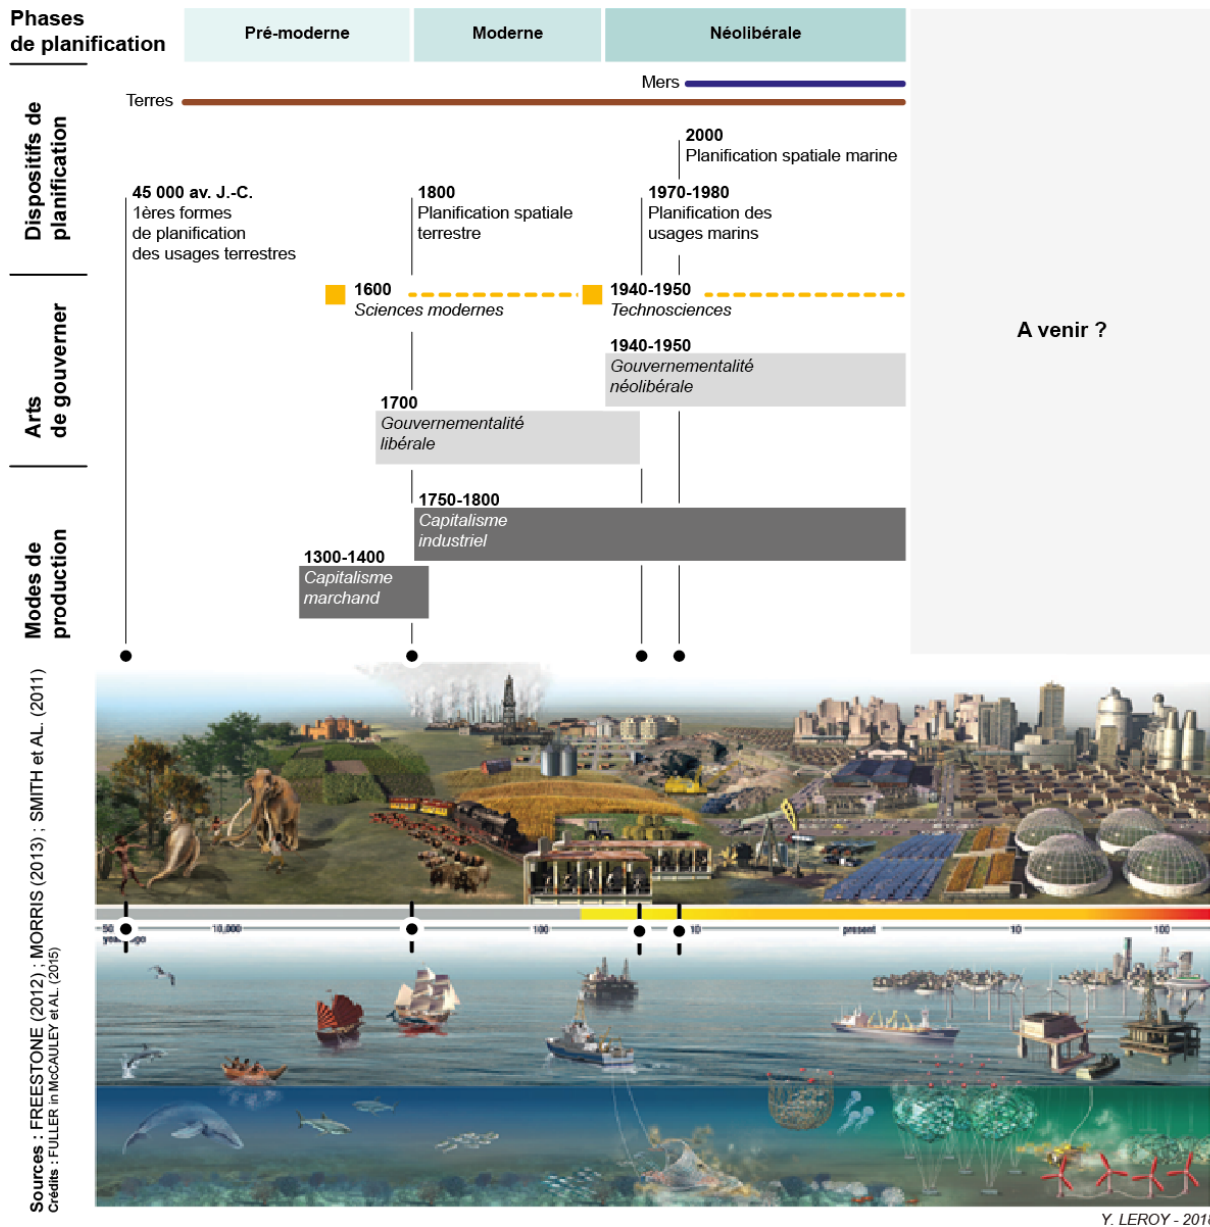 Phases
de planification
Pré-moderne
Moderne
Néolibérale
Dispositifs de
planification
Mers
Terres
2000
Planification spatiale marine
45 000 av. J.-C.
1ères formes
de planification
des usages terrestres
1800
Planification spatiale
terrestre
1970-1980
Planification des
usages marins
Arts
de gouverner
1600
Sciences modernes
1940-1950
Technosciences
1940-1950
Gouvernementalité
néolibérale
1700
Gouvernementalité
libérale
A venir ?
Modes de
production
1750-1800
Capitalisme
industriel
1300-1400
Capitalisme
marchand
10,000
100
10
present
10
100
Sources : FREESTONE (2012) ; MORRIS (2013) ; SMITH et AL. (2011)
Crédits : FULLER in McCAULEY et AL. (2015)
Y. LEROY - 2018